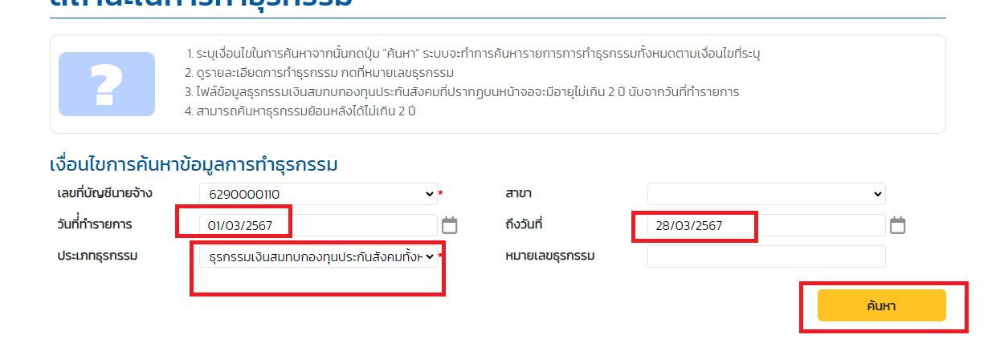 สถานะในการทำธุรกรรม
?
1. ระบุเงื่อนไขในการค้นหาจากนั้นกดปุ่ม "ค้นหา" ระบบจะทำการค้นหารายการการทำธุรกรรมทั้งหมดตามเงื่อนไขที่ระบุ
2. ดูรายละเอียดการทำธุรกรรม กดที่หมายเลขธุรกรรม
3. ไฟล์ข้อมูลธุรกรรมเงินสมทบกองทุนประกันสังคมที่ปรากฏบนหน้าจอจะมีอายุไม่เกิน 2 ปี นับจากวันที่ทำรายการ
4. สามารถค้นหาธุรกรรมย้อนหลังได้ไม่เกิน 2 ปี
เงื่อนไขการค้นหาข้อมูลการทำธุรกรรม
เลขที่บัญชีนายจ้าง 6290000110 * สาขา
วันที่ทำรายการ 01/03/2567 ถึงวันที่ 28/03/2567
ประเภทธุรกรรม ธุรกรรมเงินสมทบกองทุนประกันสังคมทั้งห * หมายเลขธุรกรรม
ค้นหา